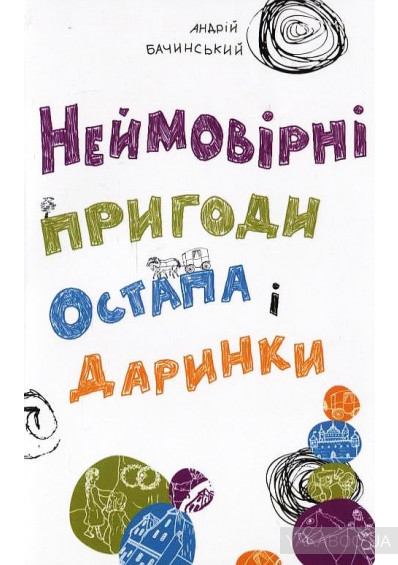 АНДРІЙ
БАЧИНСЬКИЙ
НЕЙМОВІРНІ
ПРИГОДИ
ОСТАПА і
ДАРИНКИ